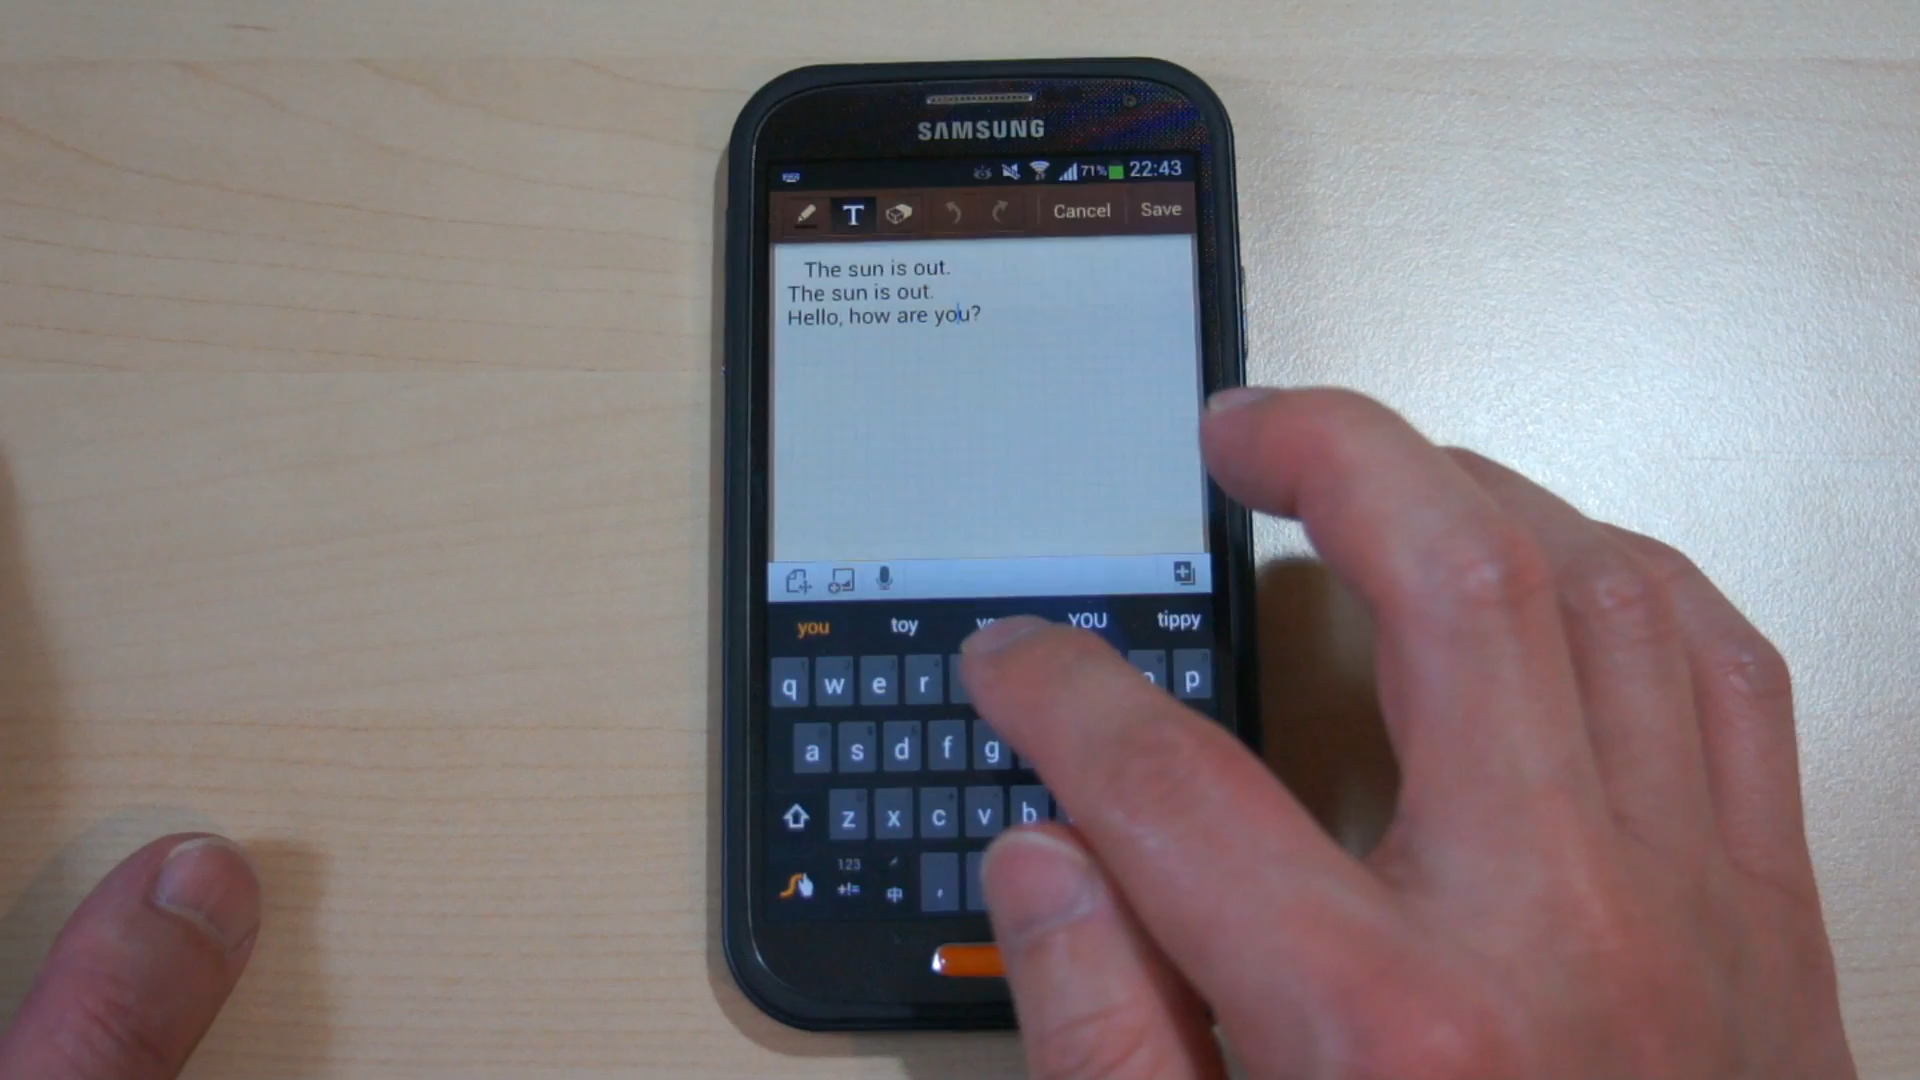 SAMSUNG
71% 22:43
T Cancel Save
The sun is out.
The sun is out.
Hello, how are you?
you toy YOU tippy
q w e r p
a s d f g
z x c v b
123
+!= 中 ,